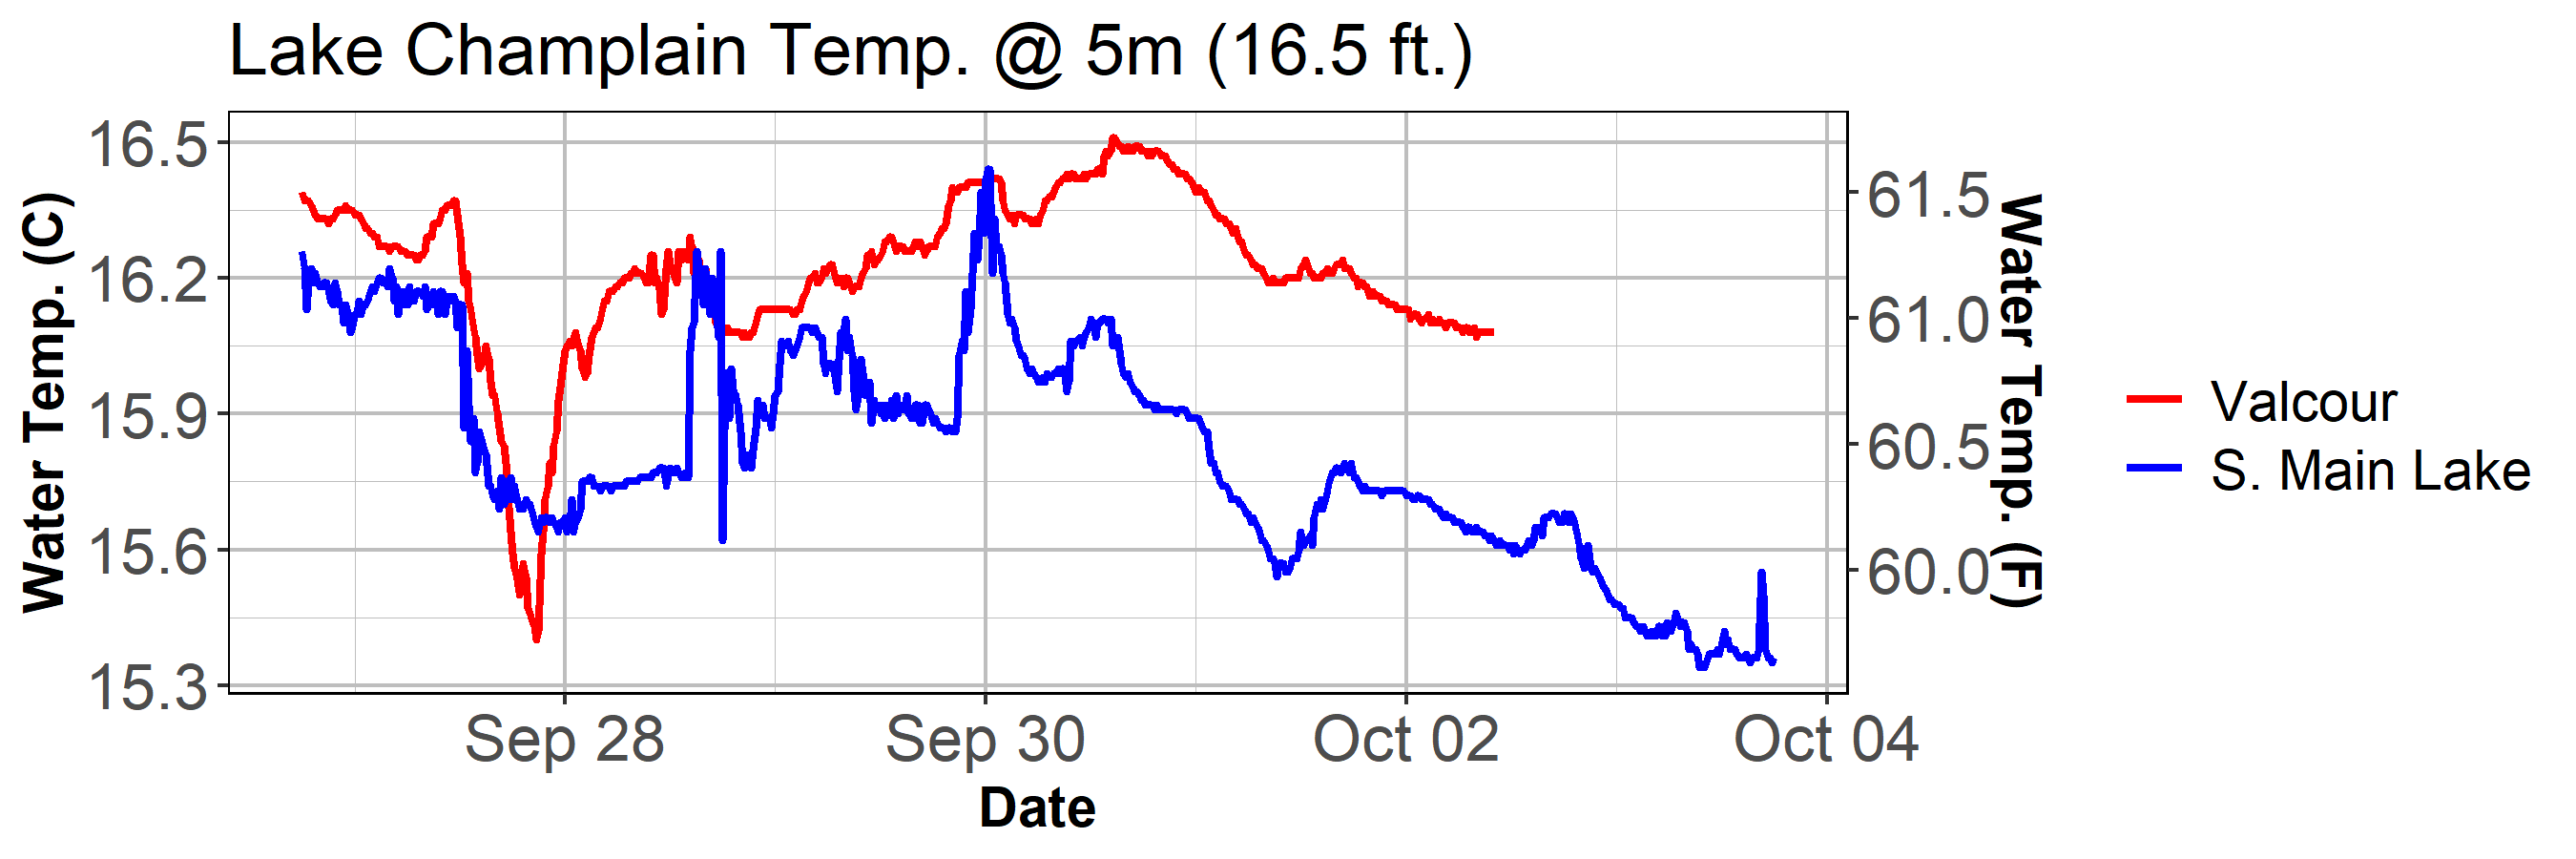 Lake Champlain Temp. @ 5m (16.5 ft.)
Water Temp. (C)
16.5
16.2
15.9
15.6
15.3
61.5
61.0
60.5
60.0
Water Temp. (F)
Sep 28
Sep 30
Oct 02
Oct 04
Date
Valcour
S. Main Lake